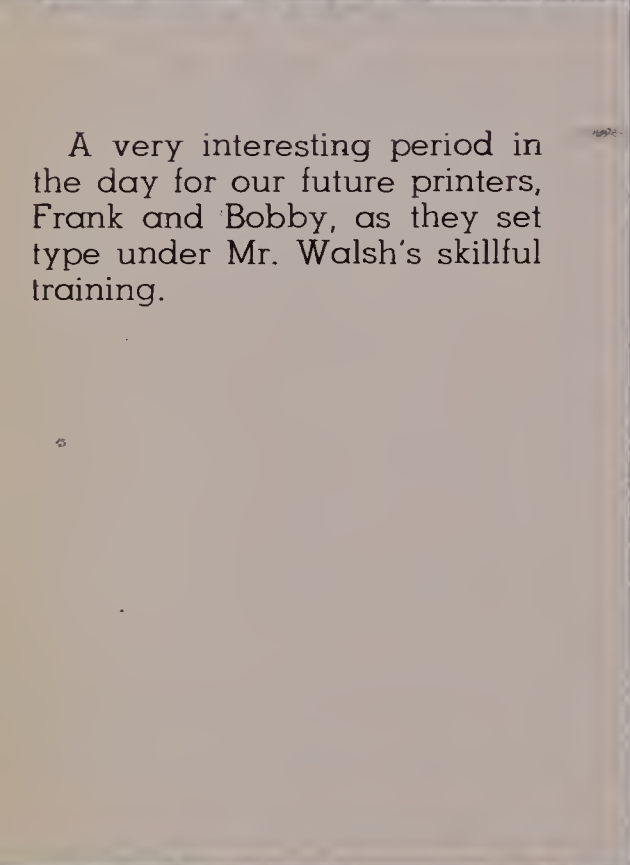 A very interesting period in
the day for our future printers,
Frank and Bobby, as they set
type under Mr. Walsh's skillful
training.